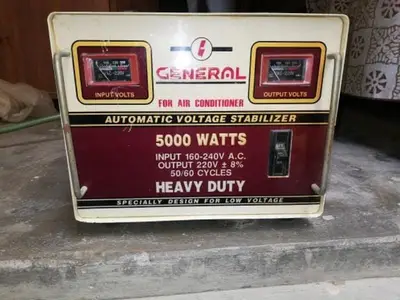 GENERAL
INPUT VOLTS
OUTPUT VOLTS
FOR AIR CONDITIONER
AUTOMATIC VOLTAGE STABILIZER
5000 WATTS
INPUT 160-240V A.C.
OUTPUT 220V ± 8%
50/60 CYCLES
HEAVY DUTY
SPECIALLY DESIGN FOR LOW VOLTAGE